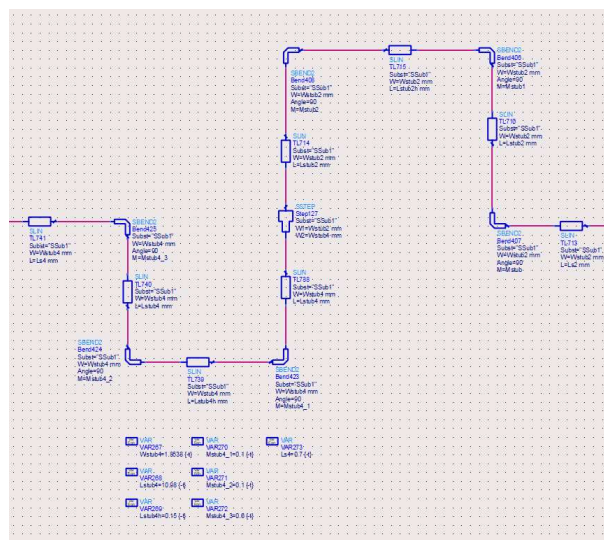 SBEND2
Bend408
Subst="SSub1"
W=Wstub2 mm
Angle=90
M=Mstub2
SLIN
TL715
Subst="SSub1"
W=Wstub2 mm
L=Lstub2h mm
SBEND2
Subst="SSub1"
W=Wstub2 mm
Angle=90
M=Mstub1
SLIN
TL714
Subst="SSub1"
W=Wstub2 mm
L=Lstub2 mm
SLIN
Subst="SSub1"
W=Wstub2 mm
L=Lstub2 mm
SSTEP
Step127
Subst="SSub1"
W1=Wstub2 mm
W2=Wstub4 mm
SLIN
TL741
Subst="SSub1"
W=Wstub4 mm
L=Ls4 mm
SBEND2
Bend425
Subst="SSub1"
W=Wstub4 mm
Angle=90
M=Mstub4_3
SBEND2
Bend407
Subst="SSub1"
W=Wstub2 mm
Angle=90
M=Mstub
SLIN
TL713
Subst="SSub1"
W=Wstub2 mm
L=Ls2 mm
SLIN
TL740
Subst="SSub1"
W=Wstub4 mm
L=Lstub4 mm
SLIN
Subst="SSub1"
W=Wstub4 mm
L=Lstub4 mm
SBEND2
Bend424
Subst="SSub1"
W=Wstub4 mm
Angle=90
M=Mstub4_2
SLIN
TL739
Subst="SSub1"
W=Wstub4 mm
L=Lstub4h mm
SBEND2
Bend423
Subst="SSub1"
W=Wstub4 mm
Angle=90
M=Mstub4_1
VAR
VAR267
Wstub4=1.9538 {-t}
VAR
VAR270
Mstub4_1=0.1 {-t}
VAR
VAR273
Ls4=0.7 {-t}
VAR
VAR268
Lstub4=10.98 {-t}
VAR
VAR271
Mstub4_2=0.1 {-t}
VAR
VAR269
Lstub4h=0.15 {-t}
VAR
VAR272
Mstub4_3=0.6 {-t}